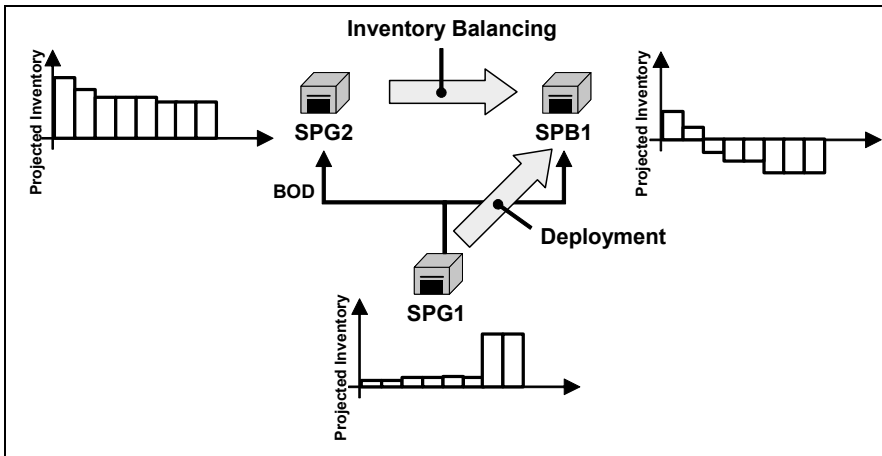 Inventory Balancing
Projected Inventory
SPG2
SPB1
Projected Inventory
BOD
Deployment
SPG1
Projected Inventory